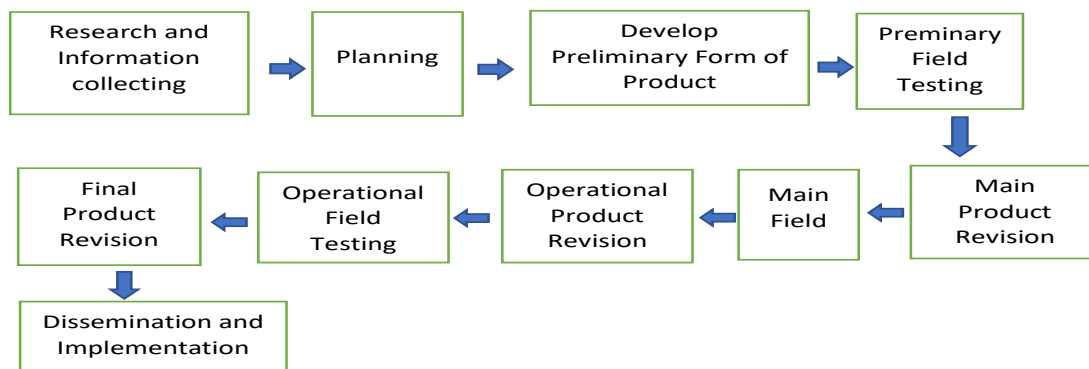 Research and
Information
collecting
Planning
Develop
Preliminary Form of
Product
Preminary
Field
Testing
Main
Product
Revision
Main
Field
Operational
Product
Revision
Operational
Field
Testing
Final
Product
Revision
Dissemination and
Implementation